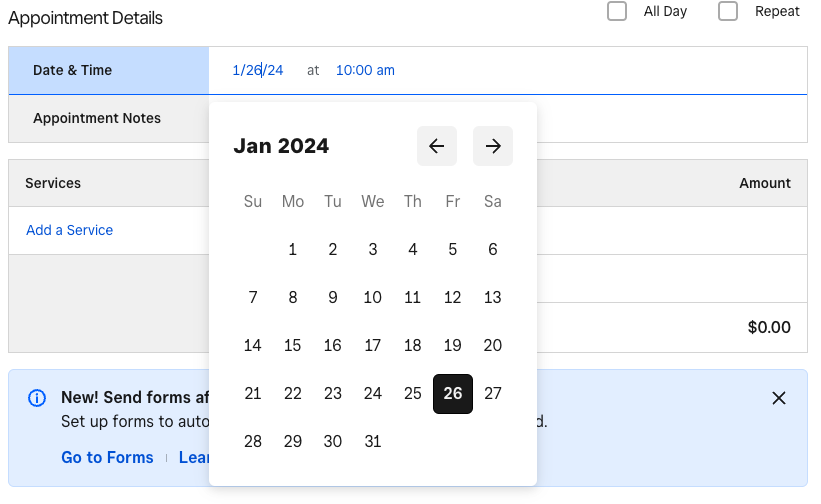 Appointment Details
All Day
Repeat
Date & Time
1/26/24 at 10:00 am
Appointment Notes
Jan 2024
Su Mo Tu We Th Fr Sa
1 2 3 4 5 6
7 8 9 10 11 12 13
14 15 16 17 18 19 20
21 22 23 24 25 26 27
28 29 30 31
Services
Amount
Add a Service
$0.00
New! Send forms af
Set up forms to auto
d.
Go to Forms
Lear